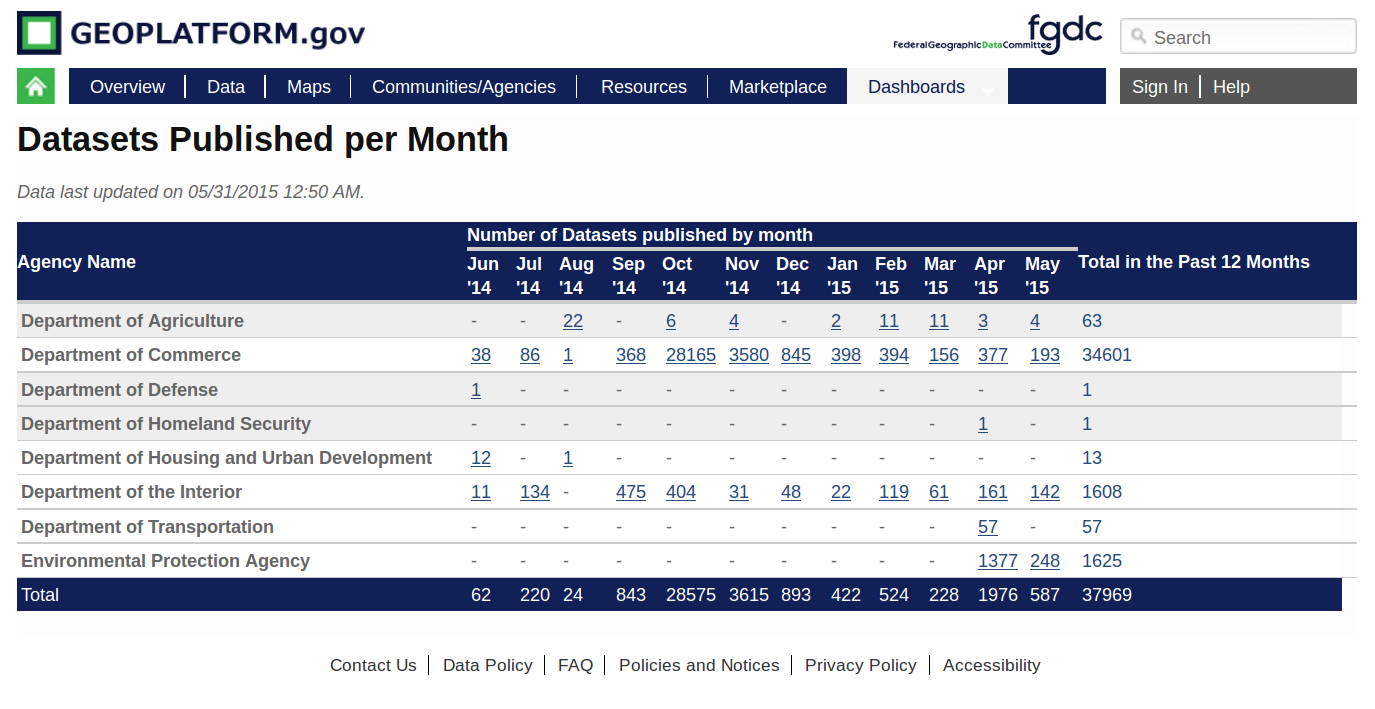 GEOPLATFORM.gov
fgdc
FederalGeographicDataCommittee
Search
Overview Data Maps Communities/Agencies Resources Marketplace Dashboards Sign In Help
Datasets Published per Month
Data last updated on 05/31/2015 12:50 AM.
Number of Datasets published by month
Agency Name Jun '14 Jul '14 Aug '14 Sep '14 Oct '14 Nov '14 Dec '14 Jan '15 Feb '15 Mar '15 Apr '15 May '15 Total in the Past 12 Months
Department of Agriculture - - 22 - 6 4 - 2 11 11 3 4 63
Department of Commerce 38 86 1 368 28165 3580 845 398 394 156 377 193 34601
Department of Defense 1 - - - - - - - - - - - 1
Department of Homeland Security - - - - - - - - - - 1 - 1
Department of Housing and Urban Development 12 - 1 - - - - - - - - - 13
Department of the Interior 11 134 - 475 404 31 48 22 119 61 161 142 1608
Department of Transportation - - - - - - - - - - 57 - 57
Environmental Protection Agency - - - - - - - - - - 1377 248 1625
Total 62 220 24 843 28575 3615 893 422 524 228 1976 587 37969
Contact Us Data Policy FAQ Policies and Notices Privacy Policy Accessibility